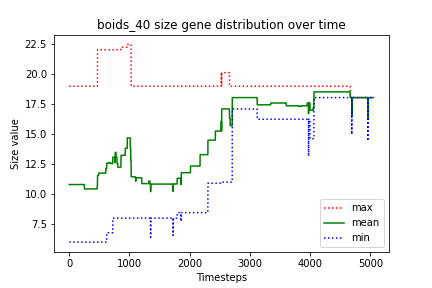 boids_40 size gene distribution over time
Size value
22.5
20.0
17.5
15.0
12.5
10.0
7.5
0
1000
2000
3000
4000
5000
Timesteps
max
mean
min